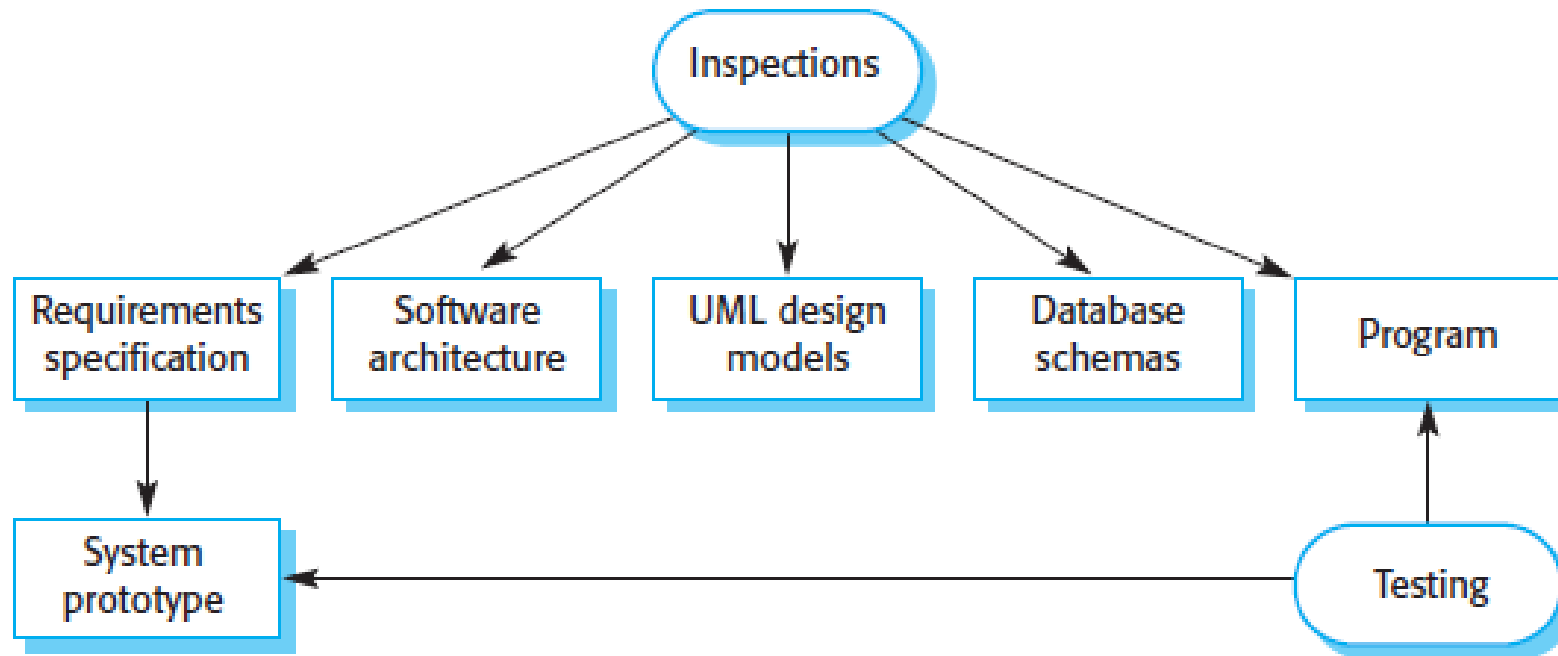 Inspections
Requirements
specification
Software
architecture
UML design
models
Database
schemas
Program
System
prototype
Testing